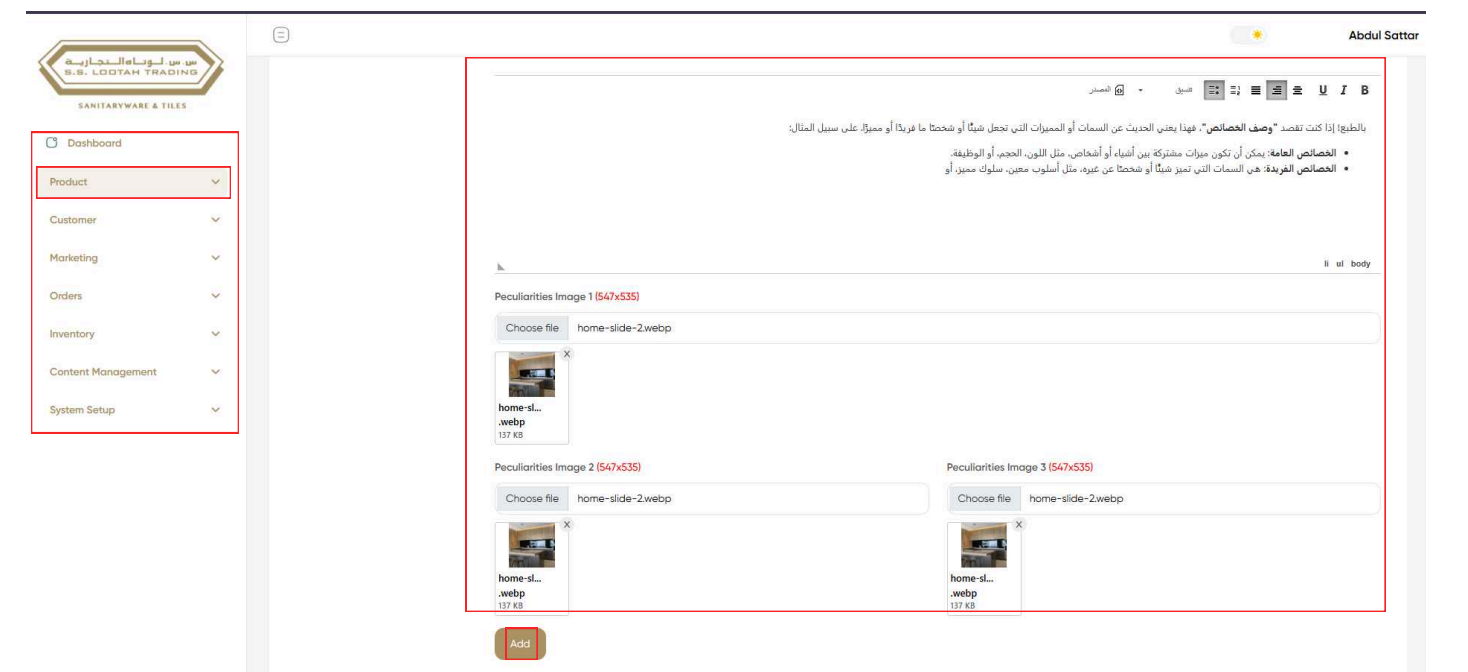 س.س.لـوتـاه الـتـجـاريـة
S.S. LOOTAH TRADING
SANITARYWARE & TILES
Abdul Sattar
Dashboard
Product
Customer
Marketing
Orders
Inventory
Content Management
System Setup
B I U تنسيق المصدر
بالطبع! إذا كنت تقصد "وصف الخصائص"، فهذا يعني الحديث عن السمات أو المميزات التي تجعل شيئًا أو شخصًا ما فريدًا أو مميزًا. على سبيل المثال:
• الخصائص العامة: يمكن أن تكون ميزات مشتركة بين أشياء أو أشخاص، مثل اللون، الحجم، أو الوظيفة.
• الخصائص الفريدة: هي السمات التي تميز شيئًا أو شخصًا عن غيره، مثل أسلوب معين، سلوك مميز، أو
li ul body
Peculiarities Image 1 (547x535)
Choose file home-slide-2.webp
X
home-sl...
.webp
137 KB
Peculiarities Image 2 (547x535)
Choose file home-slide-2.webp
X
home-sl...
.webp
137 KB
Peculiarities Image 3 (547x535)
Choose file home-slide-2.webp
X
home-sl...
.webp
137 KB
Add